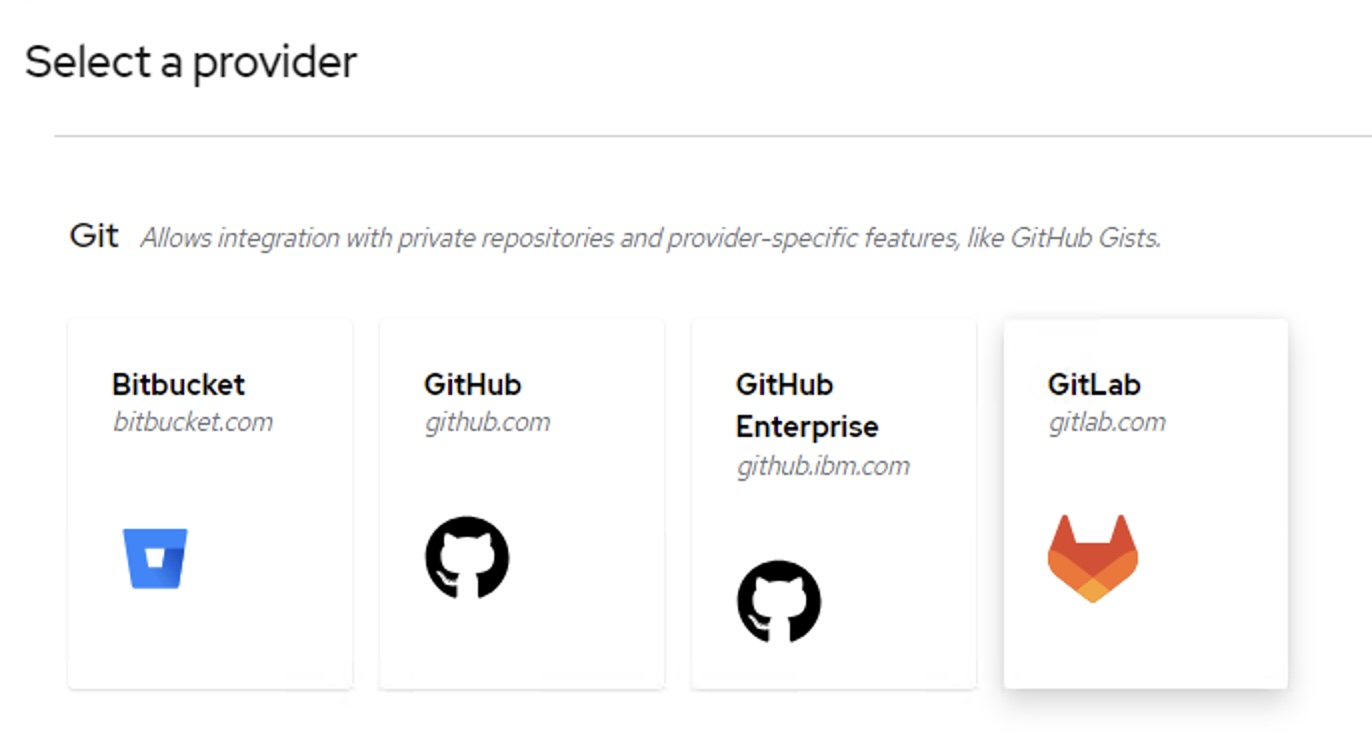 Select a provider
Git Allows integration with private repositories and provider-specific features, like GitHub Gists.
Bitbucket
bitbucket.com
GitHub
github.com
GitHub
Enterprise
github.ibm.com
GitLab
gitlab.com